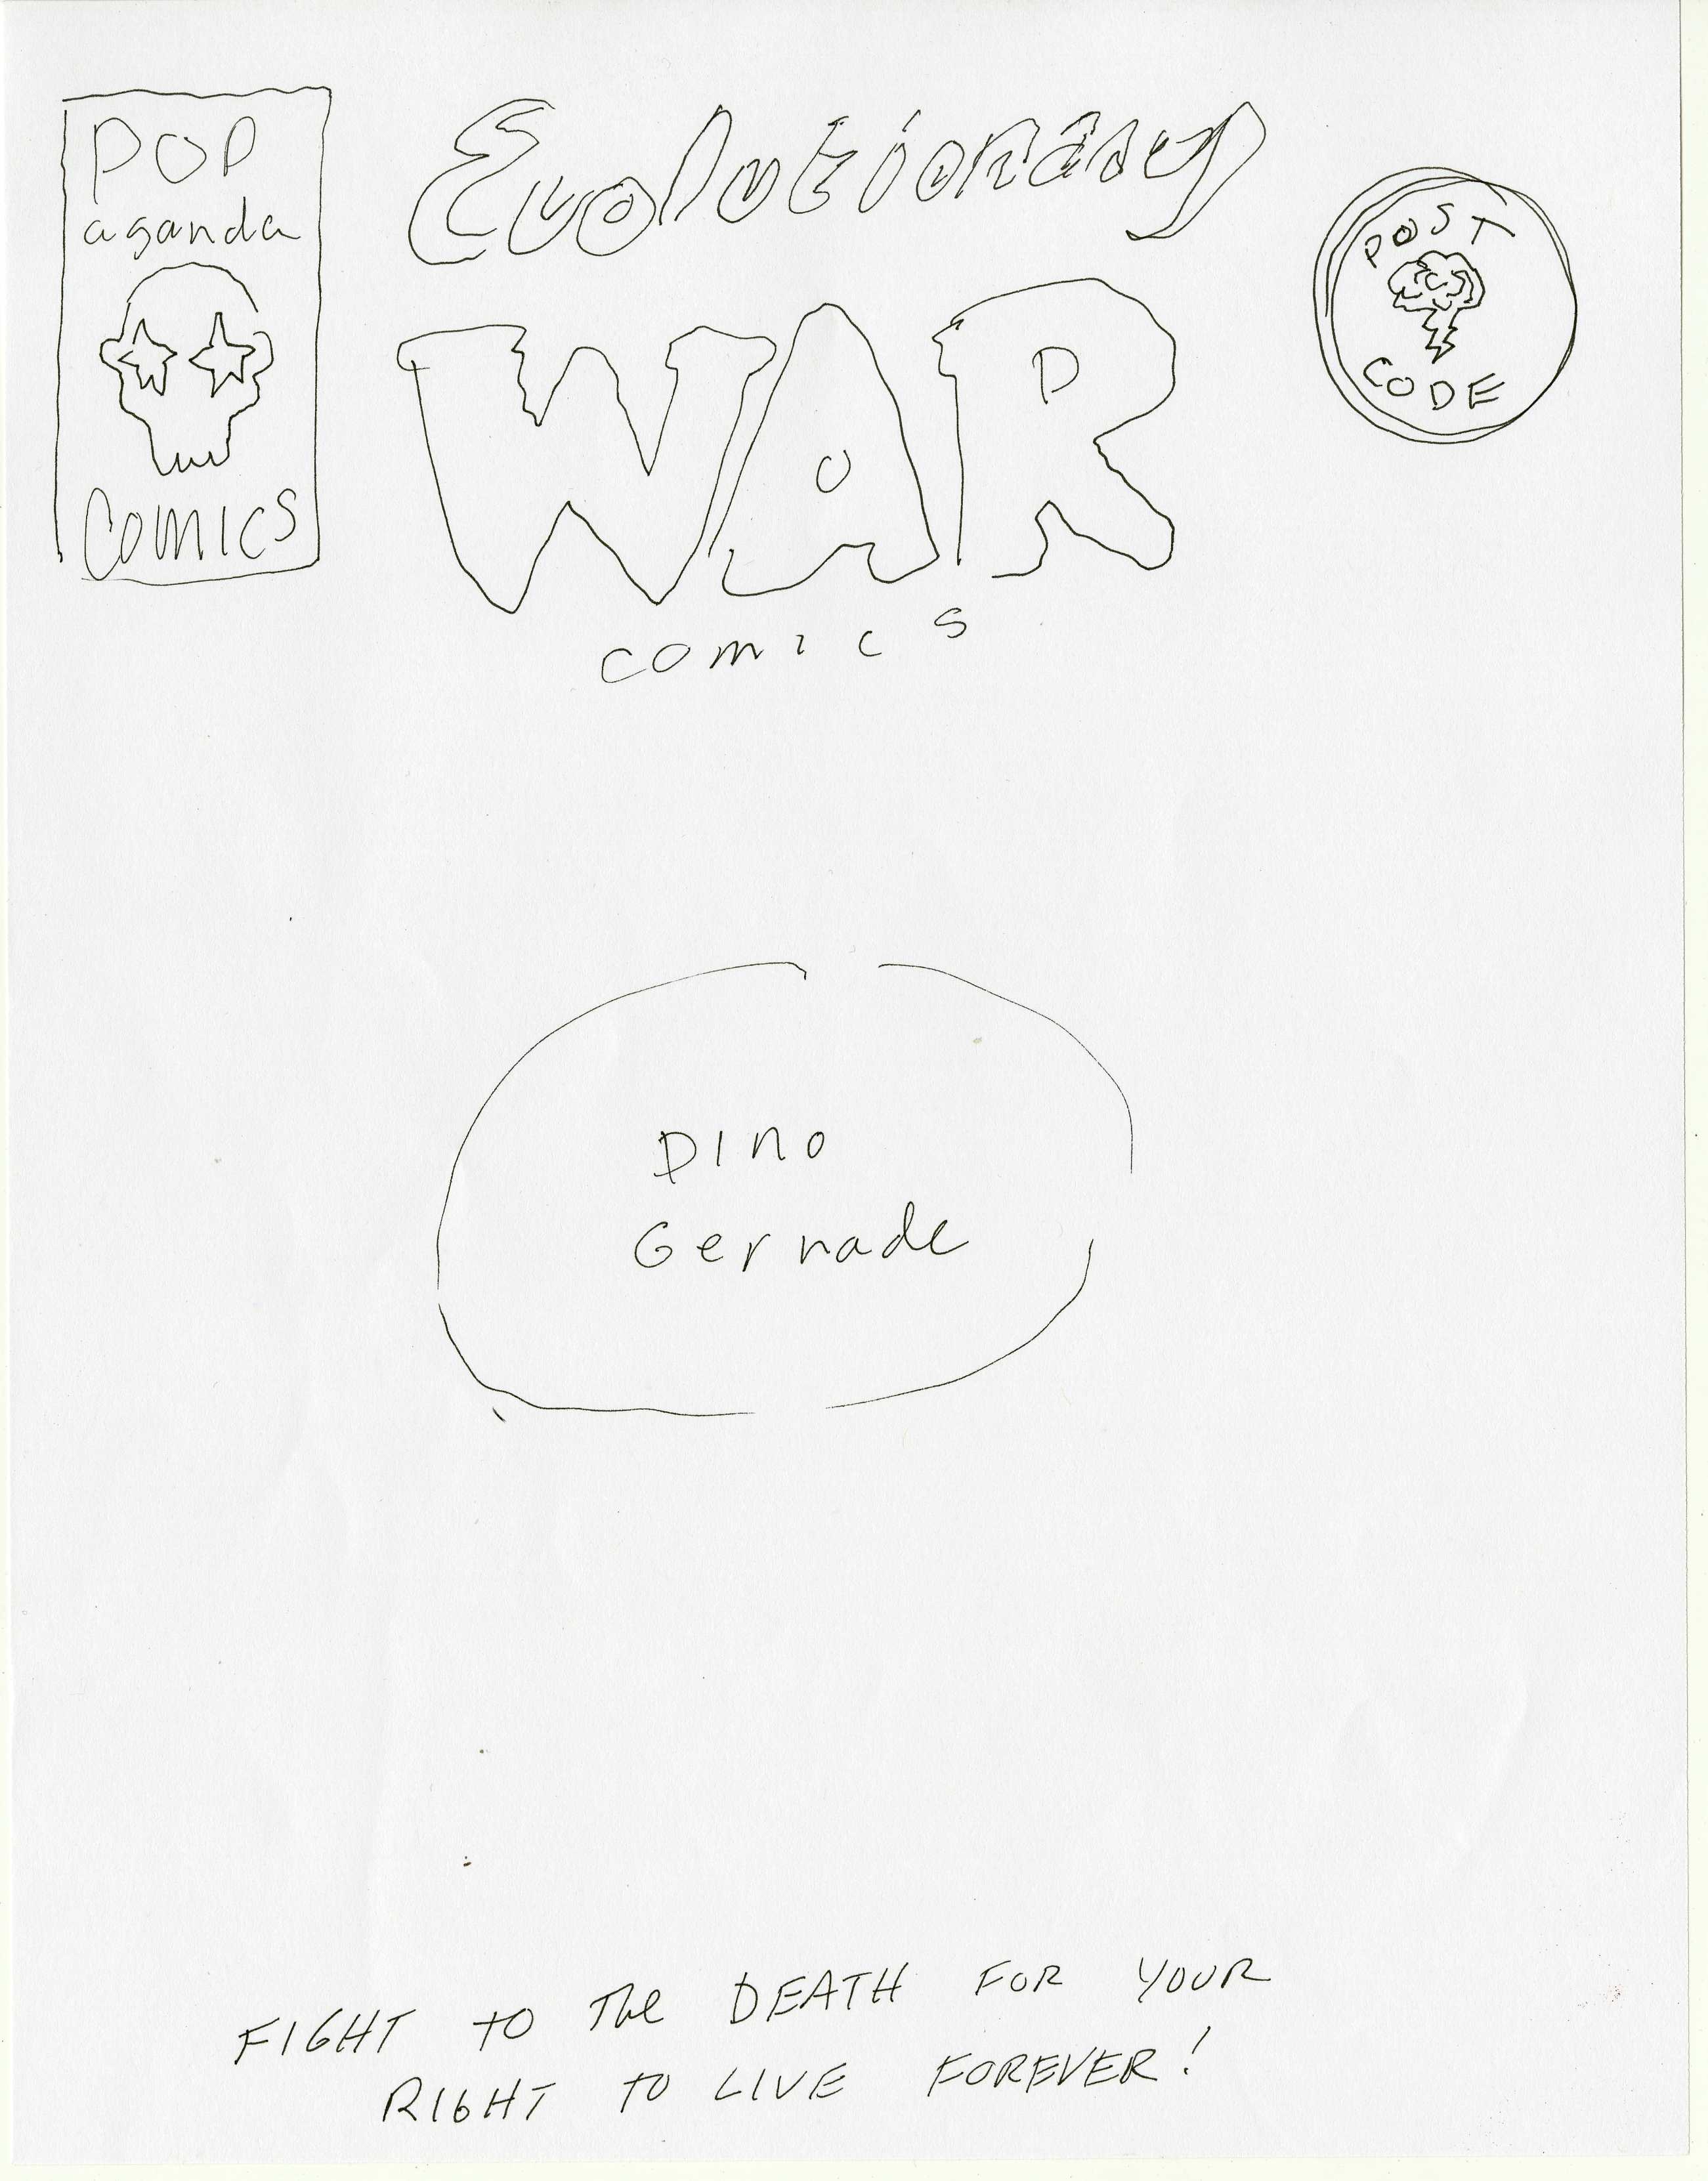 POP
aganda
COMICS
Evolutionary
WAR
comics
POST
CODE
DINO
Gernade
FIGHT to The DEATH FOR YOUR
RIGHT to LIVE FOREVER!